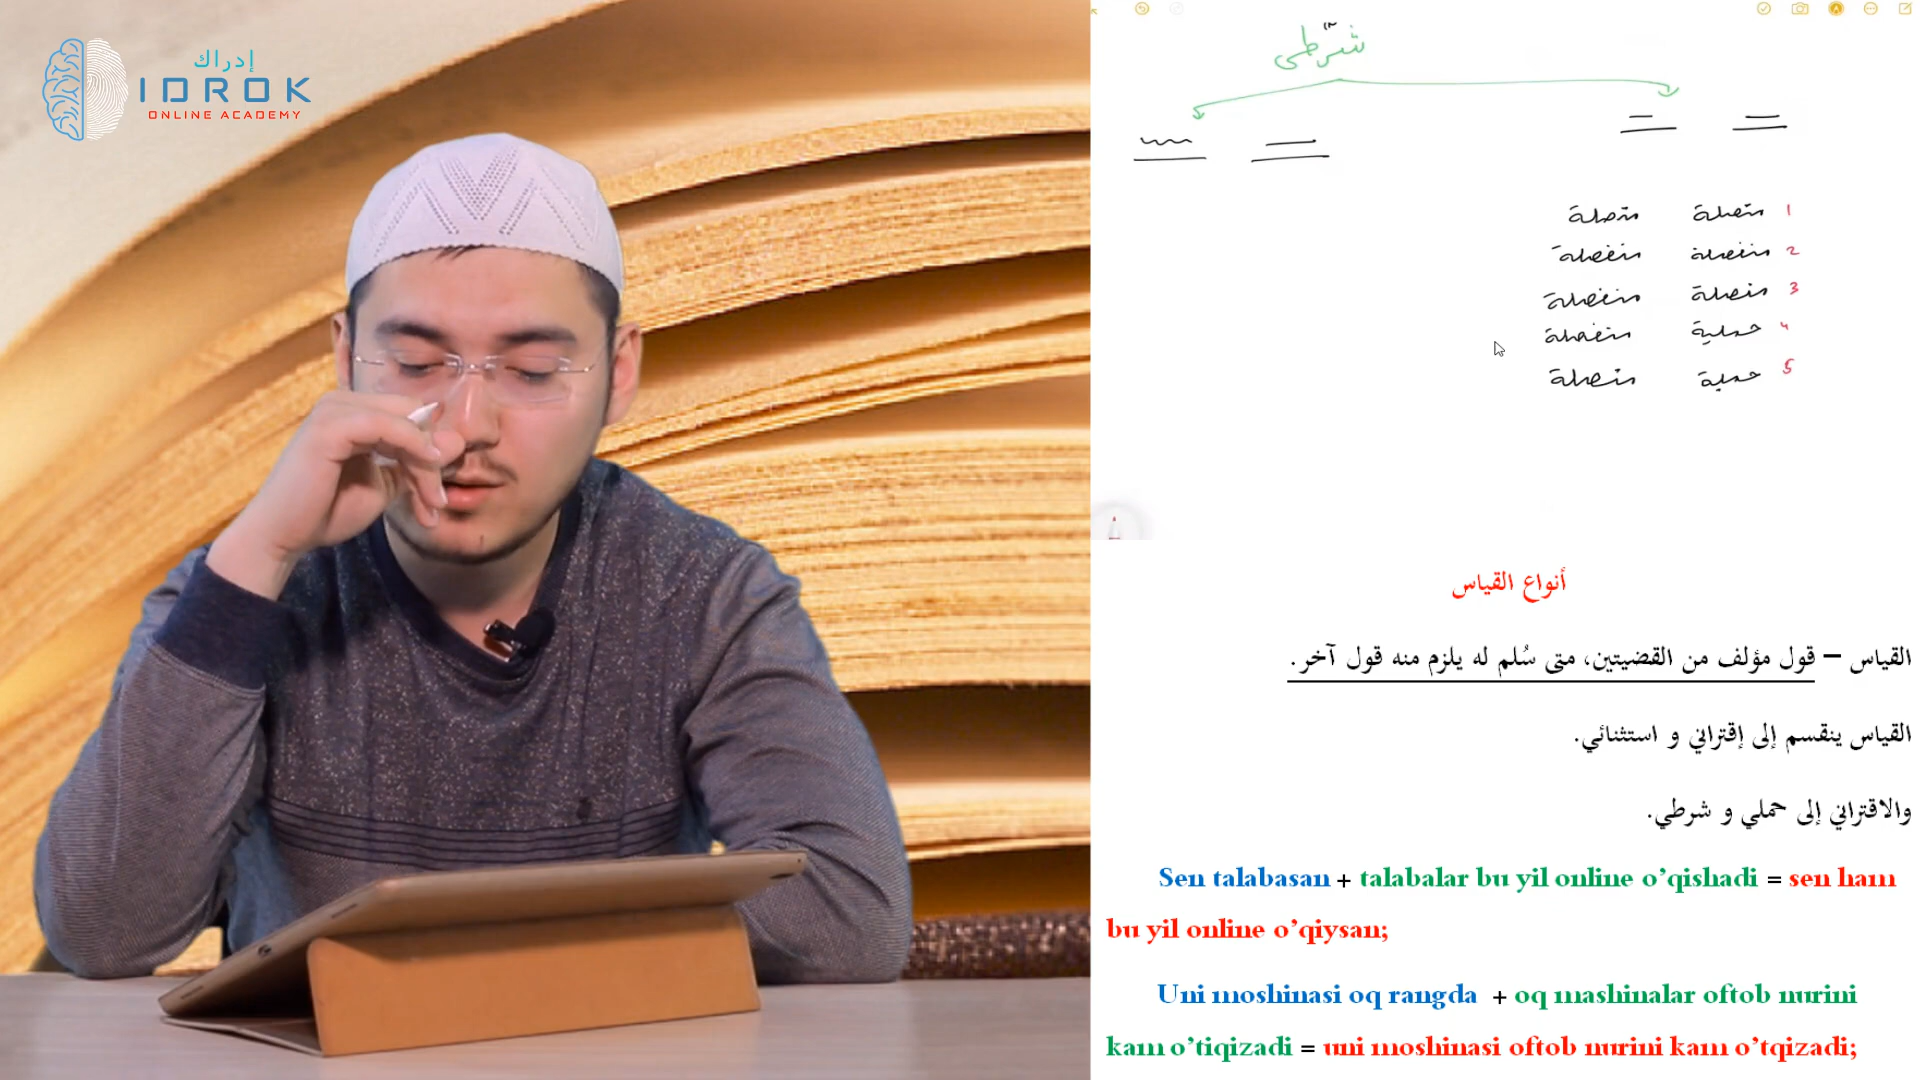 إدراك
IDROK
ONLINE ACADEMY
شرطي
متصلة متصلة 1
منفصلة منفصلة 2
متصلة منفصلة 3
حملية منفصلة 4
حملية متصلة 5
أنواع القياس
القياس – قول مؤلف من القضيتين، متى سُلم له يلزم منه قول آخر.
القياس ينقسم إلى إقتراني و استثنائي.
والاقتراني إلى حملي و شرطي.
Sen talabasan + talabalar bu yil online o'qishadi = sen ham
bu yil online o'qiysan;
Uni moshinasi oq rangda + oq mashinalar oftob nurini
kam o'tiqizadi = uni moshinasi oftob nurini kam o'tqizadi;